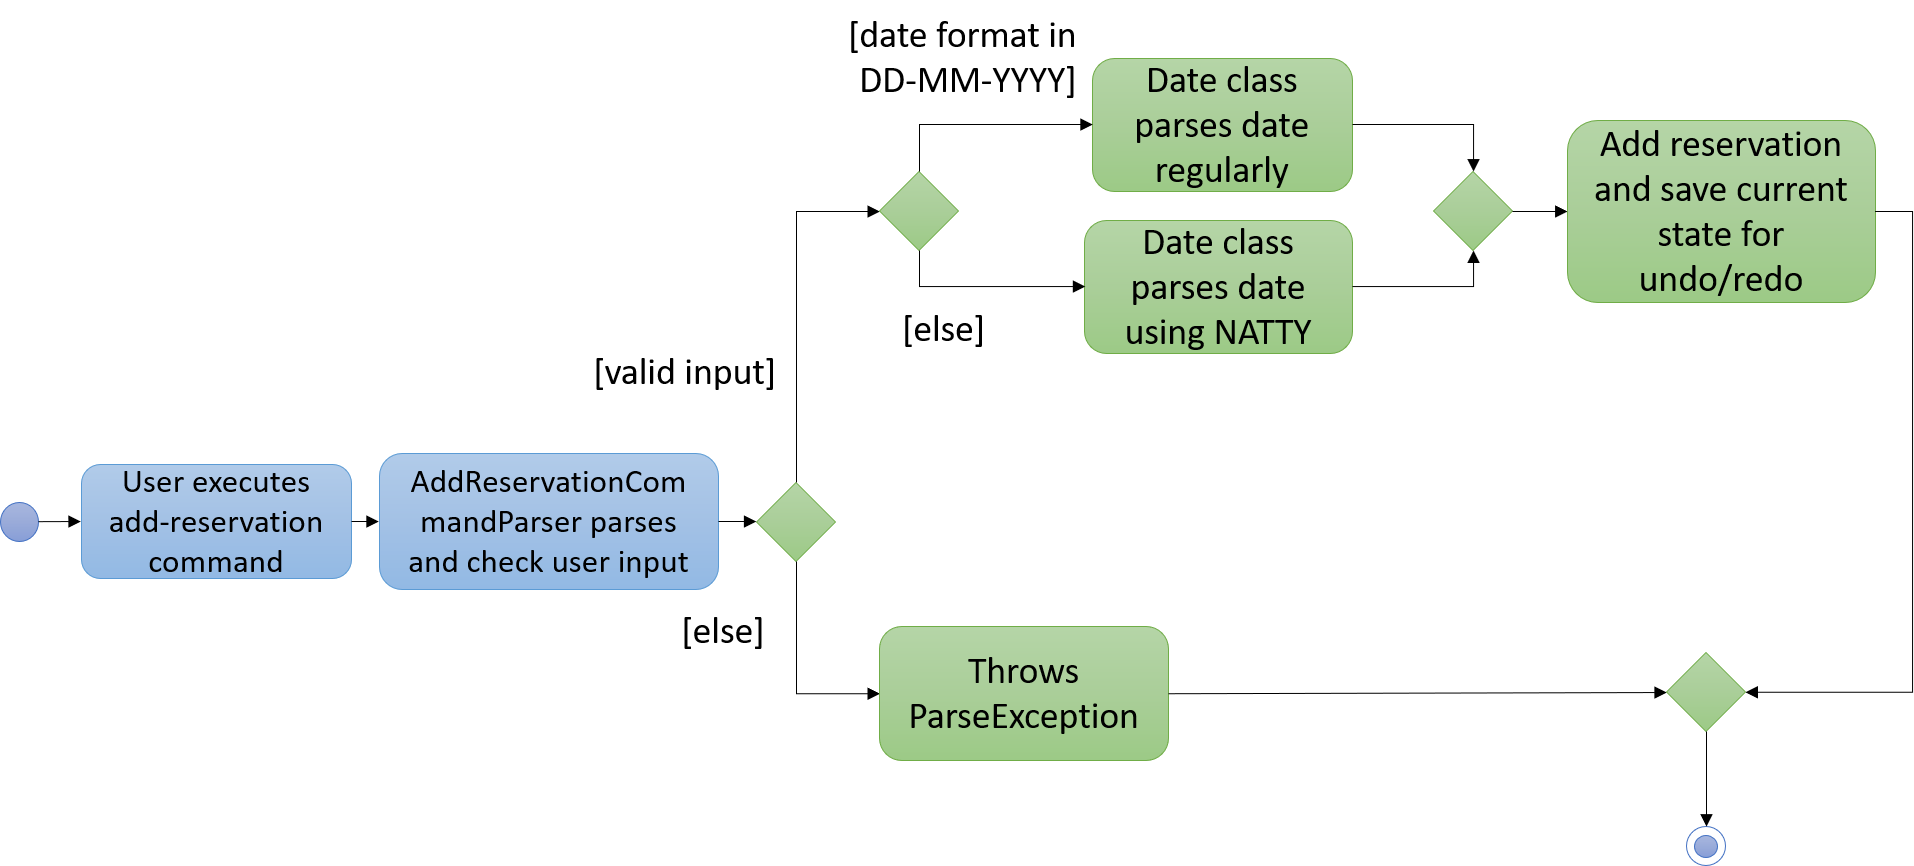 [date format in
DD-MM-YYYY]
Date class
parses date
regularly
Add reservation
and save current
state for
undo/redo
Date class
parses date
using NATTY
[else]
[valid input]
User executes
add-reservation
command
AddReservationCom
mandParser parses
and check user input
[else]
Throws
ParseException